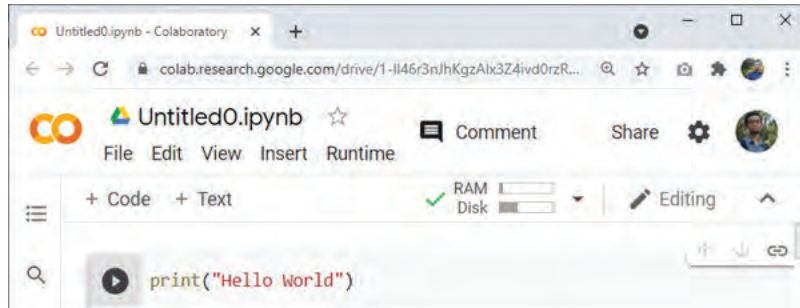 Untitled0.ipynb - Colaboratory
colab.research.google.com/drive/1-Il46r3nJhKgzAlx3Z4ivd0rzR...
Untitled0.ipynb
Comment
Share
File Edit View Insert Runtime
+ Code + Text
RAM
Disk
Editing
print("Hello World")